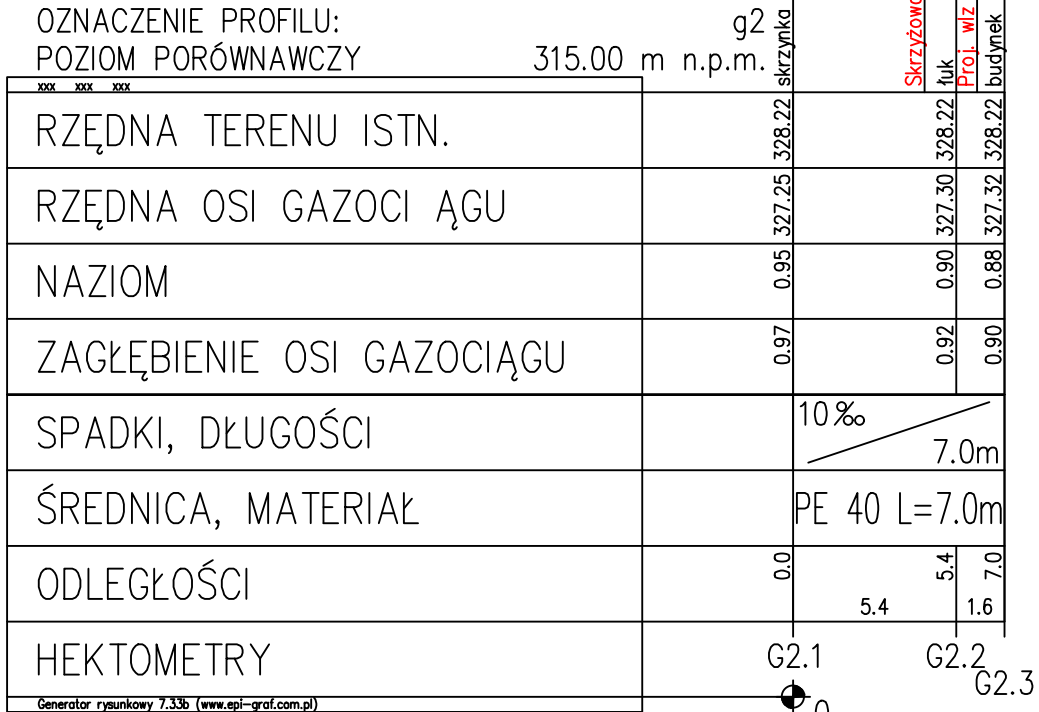 OZNACZENIE PROFILU: g2
POZIOM PORÓWNAWCZY 315.00 m n.p.m.
skrzynka
łuk
Proj. wlz
budynek
xxx xxx xxx
RZĘDNA TERENU ISTN. 328.22 328.22 328.22
RZĘDNA OSI GAZOCI ĄGU 327.25 327.30 327.32
NAZIOM 0.95 0.90 0.88
ZAGŁĘBIENIE OSI GAZOCIĄGU 0.97 0.92 0.90
SPADKI, DŁUGOŚCI 10‰ 7.0m
ŚREDNICA, MATERIAŁ PE 40 L=7.0m
ODLEGŁOŚCI 0.0 5.4 7.0
5.4 1.6
HEKTOMETRY G2.1 G2.2
G2.3
Generator rysunkowy 7.33b (www.epi-graf.com.pl)